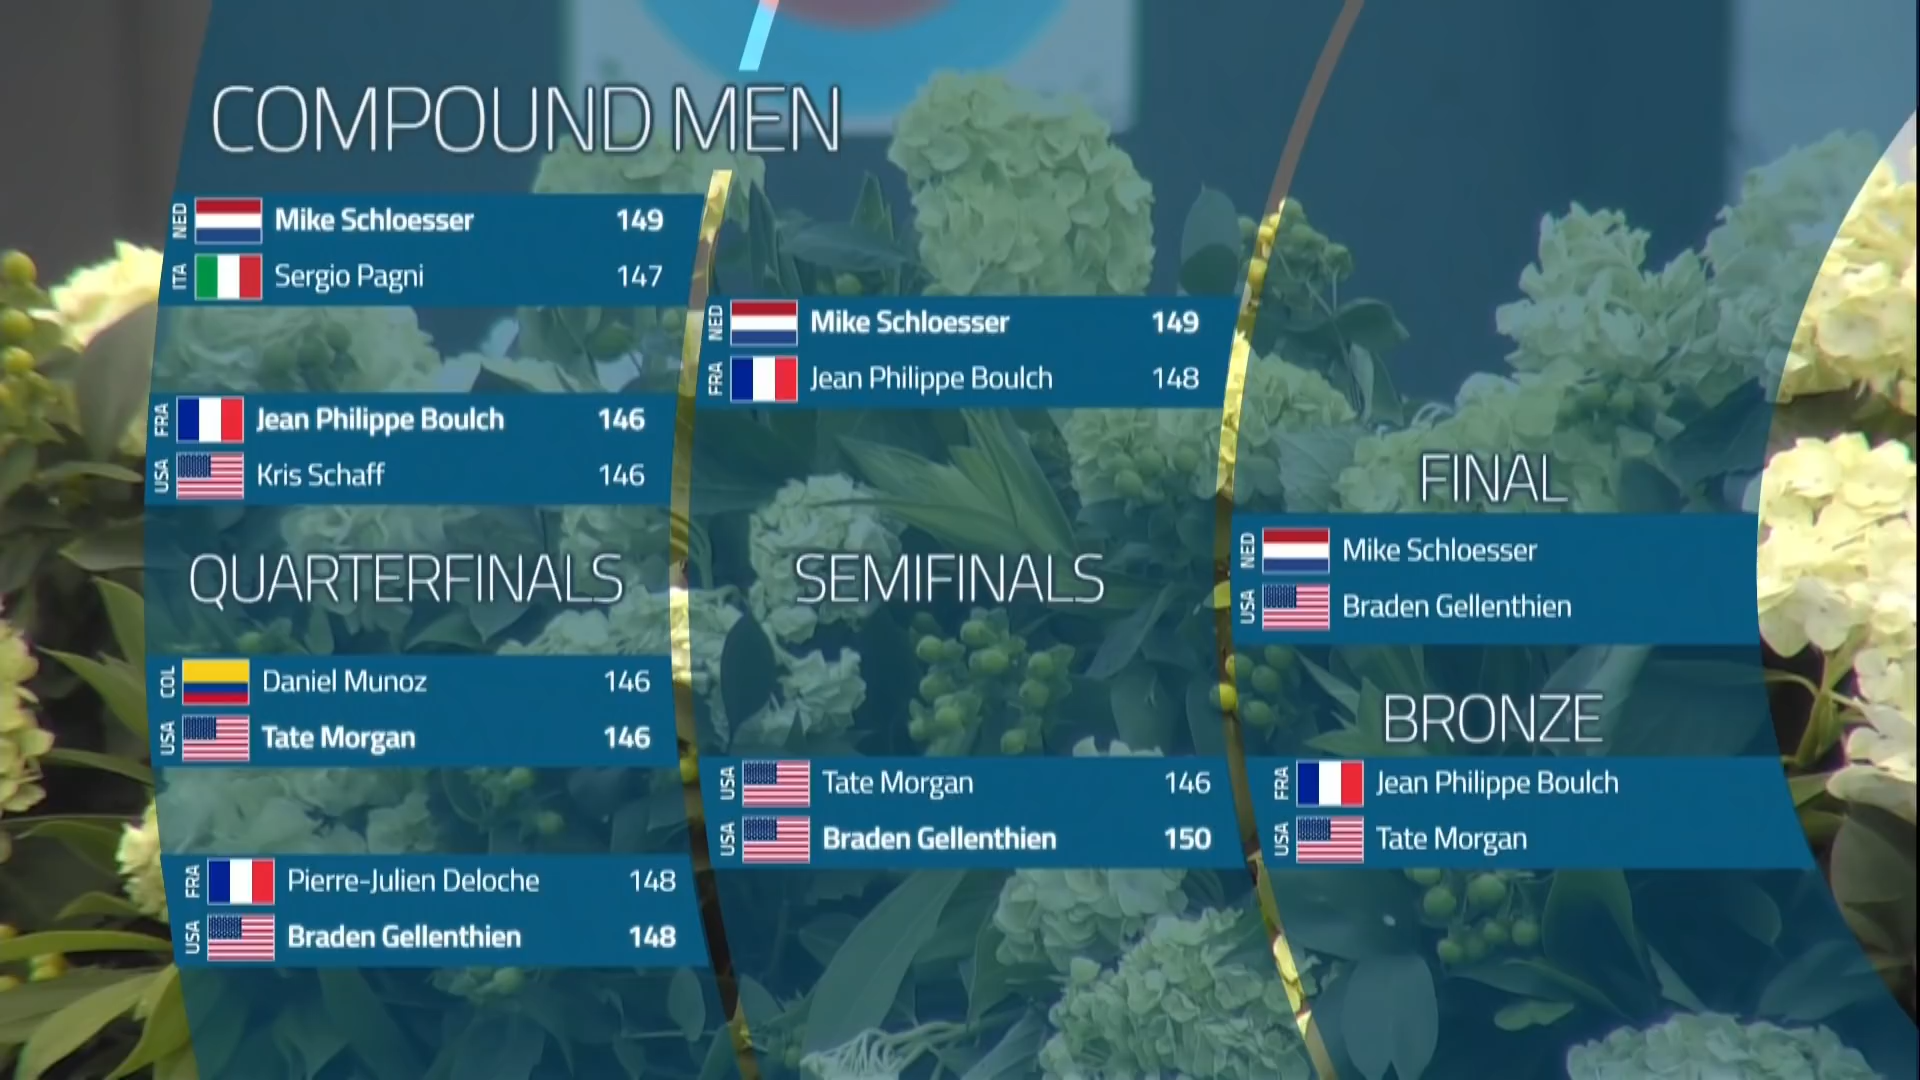 COMPOUND MEN
NED Mike Schloesser 149
ITA Sergio Pagni 147
FRA Jean Philippe Boulch 146
USA Kris Schaff 146
QUARTERFINALS
COL Daniel Munoz 146
USA Tate Morgan 146
FRA Pierre-Julien Deloche 148
USA Braden Gellenthien 148
NED Mike Schloesser 149
FRA Jean Philippe Boulch 148
SEMIFINALS
USA Tate Morgan 146
USA Braden Gellenthien 150
FINAL
NED Mike Schloesser
USA Braden Gellenthien
BRONZE
FRA Jean Philippe Boulch
USA Tate Morgan